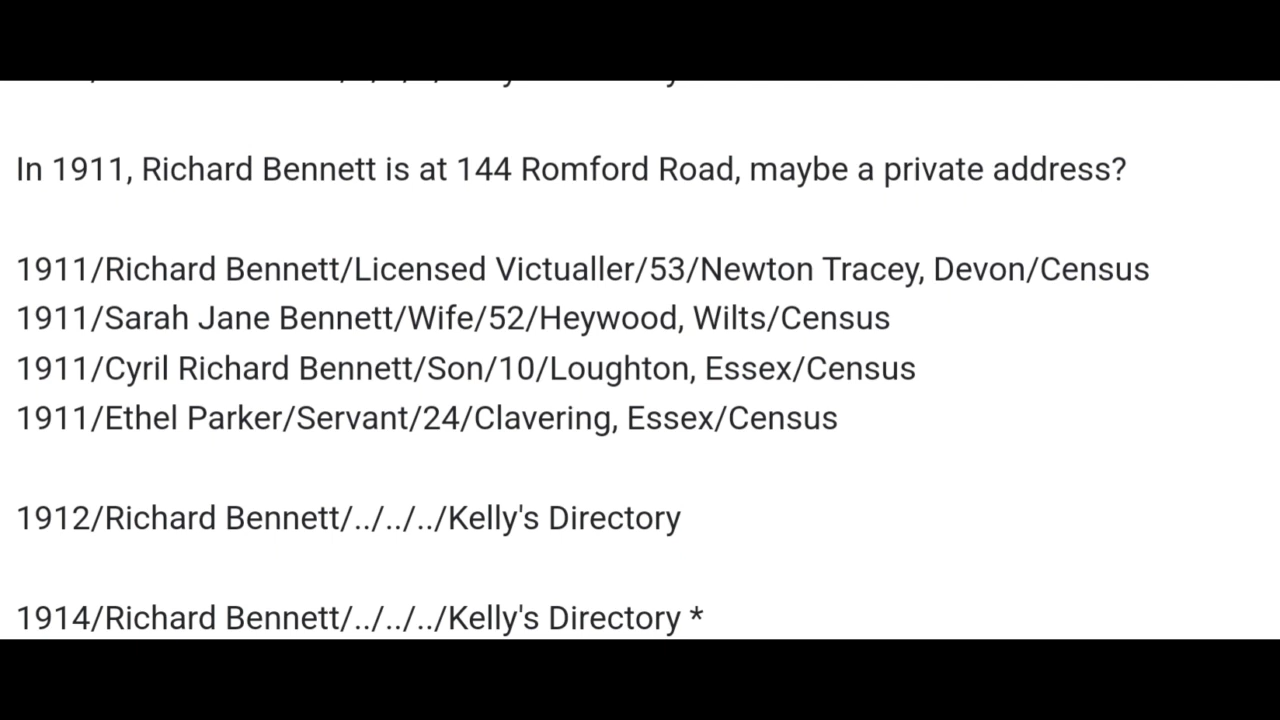 In 1911, Richard Bennett is at 144 Romford Road, maybe a private address?
1911/Richard Bennett/Licensed Victualler/53/Newton Tracey, Devon/Census
1911/Sarah Jane Bennett/Wife/52/Heywood, Wilts/Census
1911/Cyril Richard Bennett/Son/10/Loughton, Essex/Census
1911/Ethel Parker/Servant/24/Clavering, Essex/Census
1912/Richard Bennett/../../../Kelly's Directory
1914/Richard Bennett/../../../Kelly's Directory *